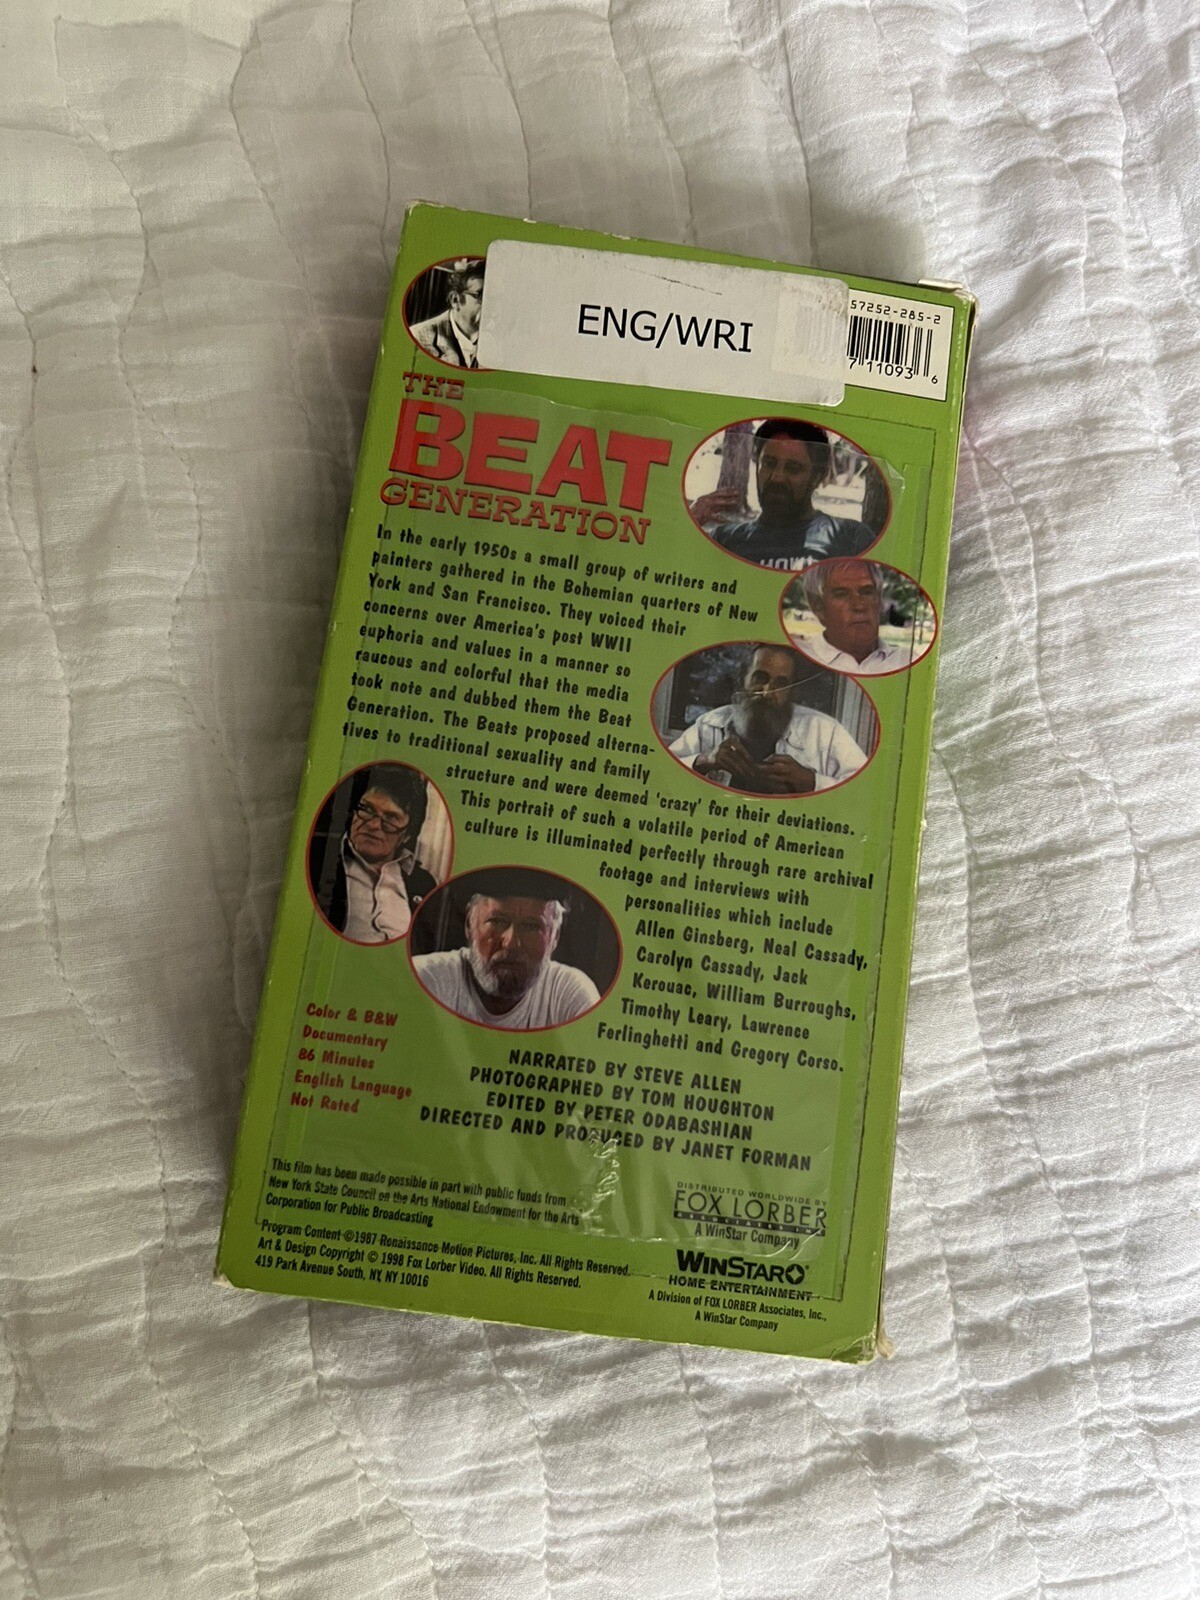 ENG/WRI
57252-285-2
7 11093 6
THE
BEAT
GENERATION
In the early 1950s a small group of writers and
painters gathered in the Bohemian quarters of New
York and San Francisco. They voiced their
concerns over America's post WWII
euphoria and values in a manner so
raucous and colorful that the media
took note and dubbed them the Beat
Generation. The Beats proposed alterna-
tives to traditional sexuality and family
structure and were deemed 'crazy' for their deviations.
This portrait of such a volatile period of American
culture is illuminated perfectly through rare archival
footage and interviews with
personalities which include
Allen Ginsberg, Neal Cassady,
Carolyn Cassady, Jack
Kerouac, William Burroughs,
Timothy Leary, Lawrence
Ferlinghetti and Gregory Corso.
Color & B&W
Documentary
86 Minutes
English Language
Not Rated
NARRATED BY STEVE ALLEN
PHOTOGRAPHED BY TOM HOUGHTON
EDITED BY PETER ODABASHIAN
DIRECTED AND PRODUCED BY JANET FORMAN
This film has been made possible in part with public funds from
New York State Council on the Arts National Endowment for the Arts
Corporation for Public Broadcasting
Program Content ©1987 Renaissance Motion Pictures, Inc. All Rights Reserved.
Art & Design Copyright © 1998 Fox Lorber Video. All Rights Reserved.
419 Park Avenue South, NY, NY 10016
DISTRIBUTED WORLDWIDE BY
FOX LORBER
ASSOCIATES, INC.
A WinStar Company
WINSTAR
HOME ENTERTAINMENT
A Division of FOX LORBER Associates, Inc.,
A WinStar Company